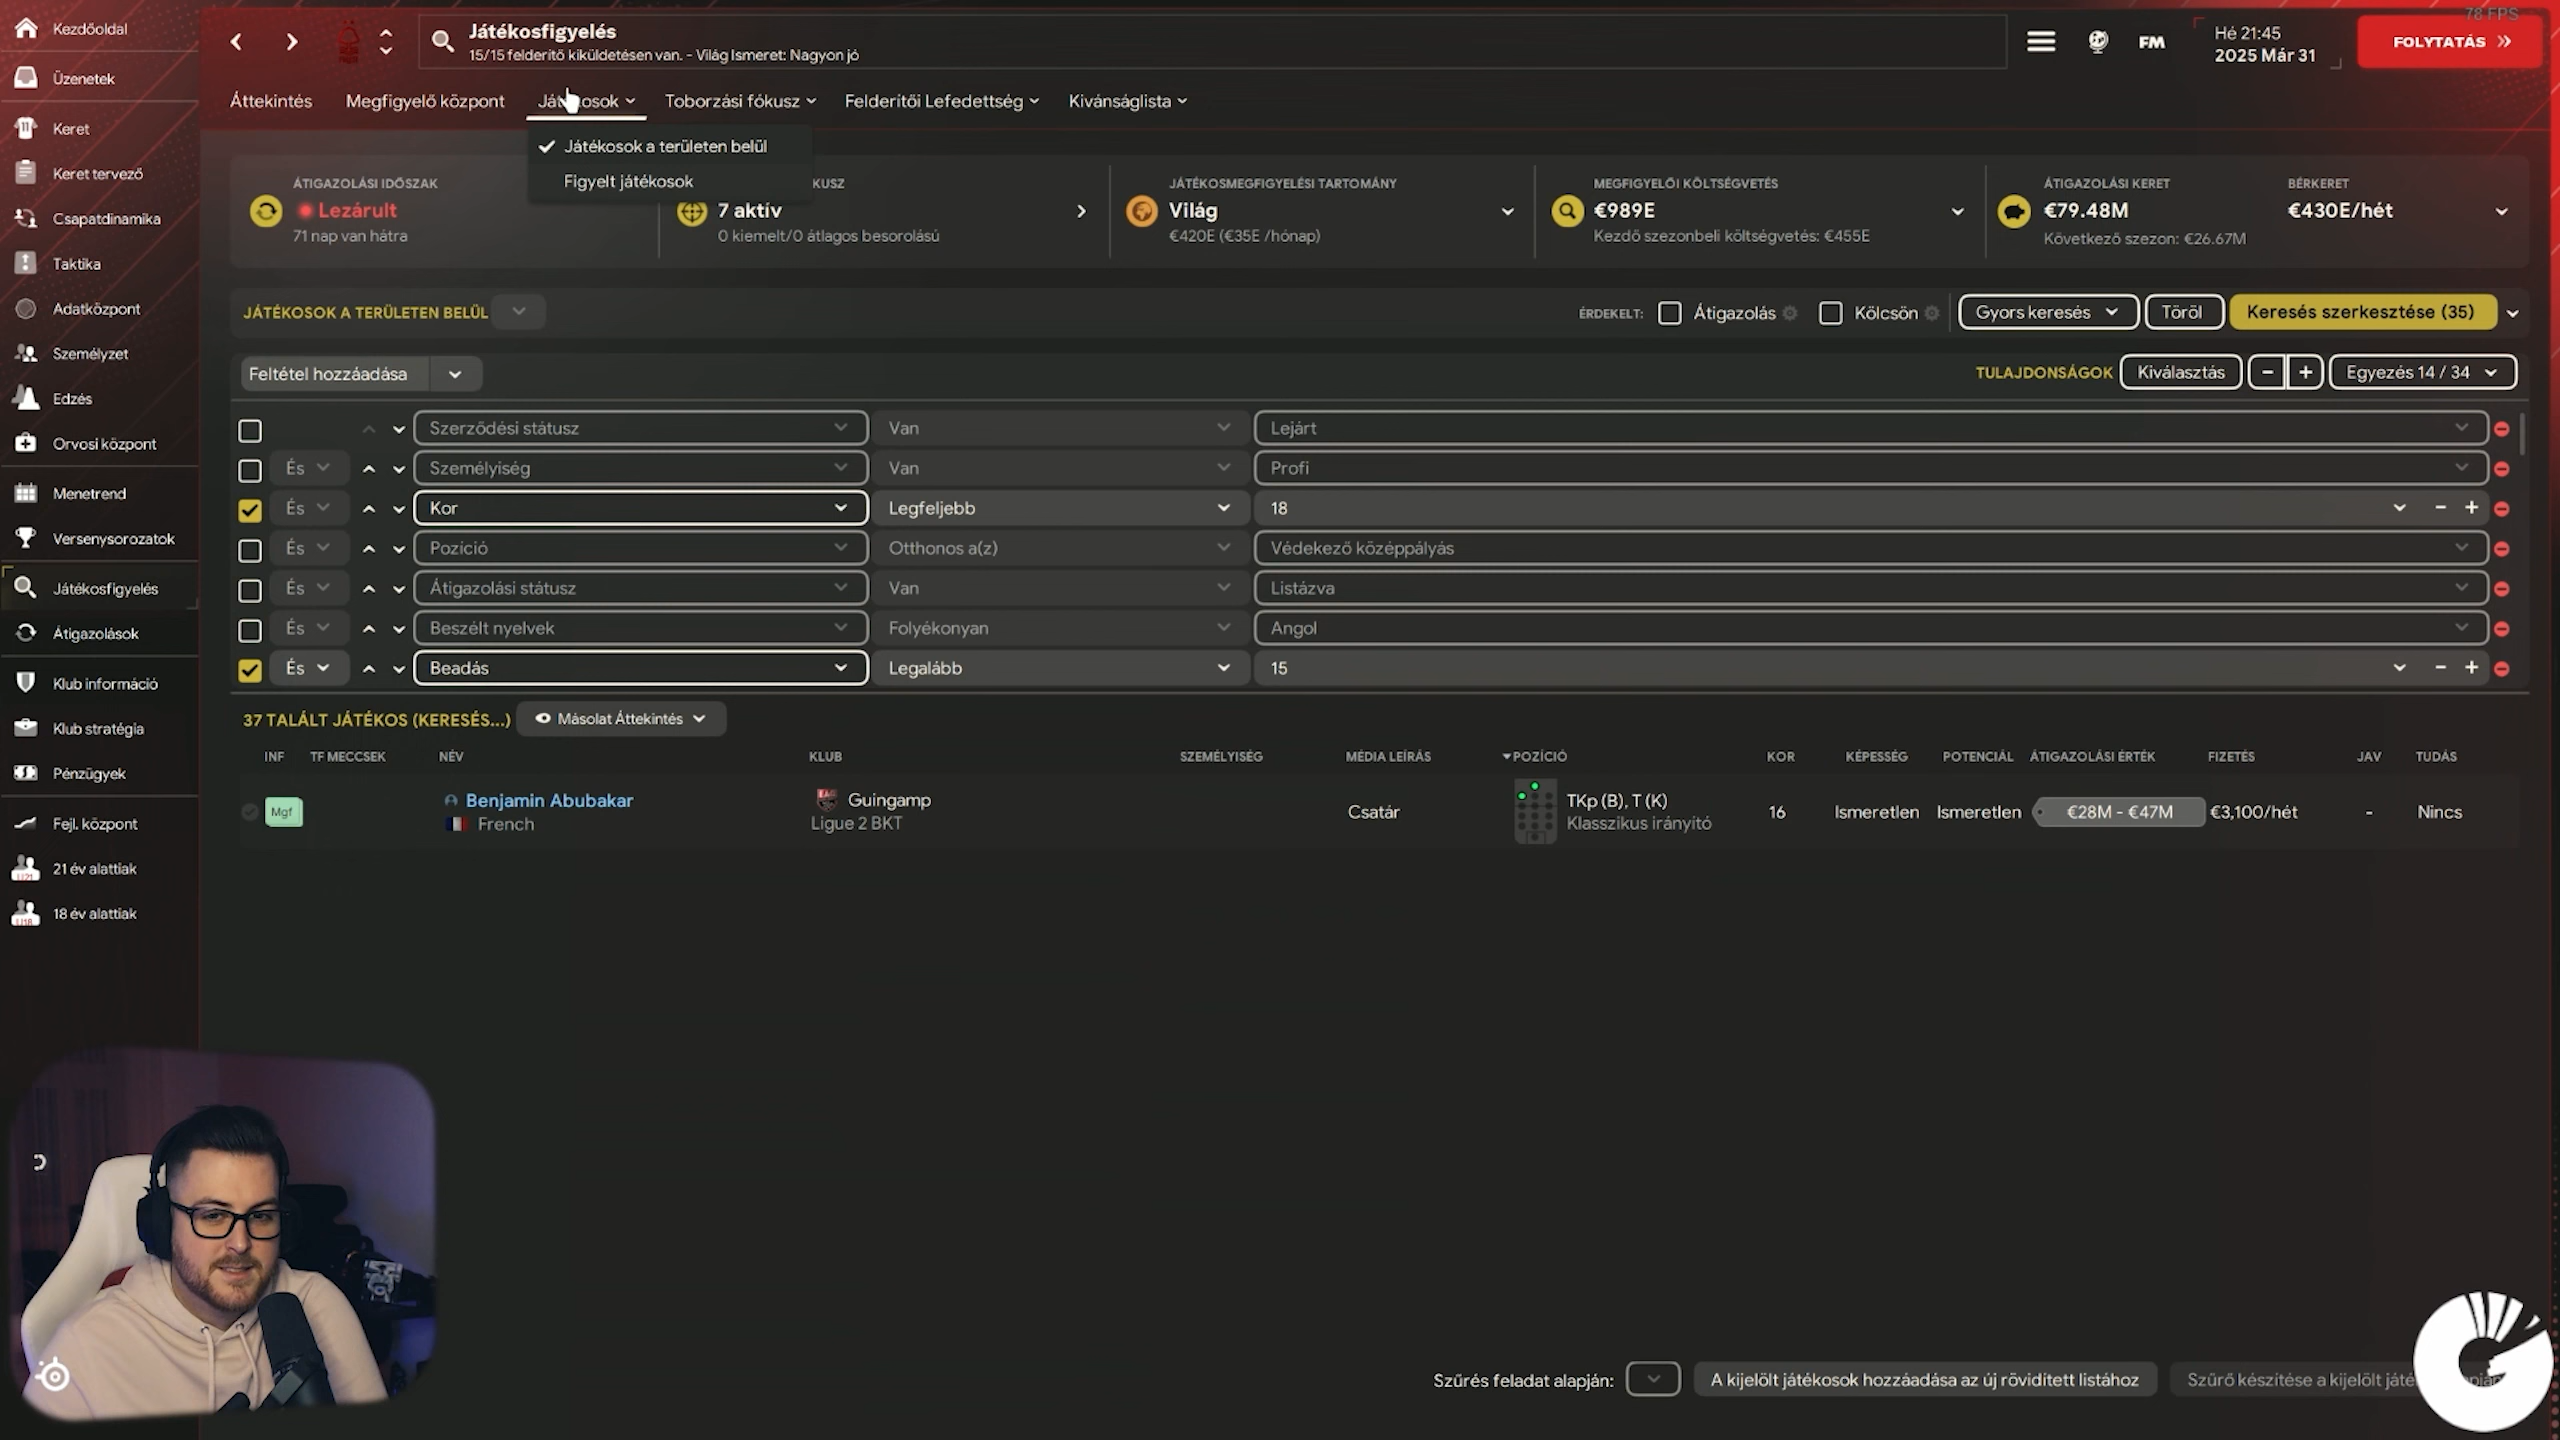 Kezdőoldal
Üzenetek
Keret
Keret tervező
Csapatdinamika
Taktika
Adatközpont
Személyzet
Edzés
Orvosi központ
Menetrend
Versenysorozatok
Játékosfigyelés
Átigazolások
Klub információ
Klub stratégia
Pénzügyek
Fejl. központ
21 év alattiak
18 év alattiak
Játékosfigyelés
15/15 felderítő kiküldetésen van. - Világ Ismeret: Nagyon jó
FM
78 FPS
Hé 21:45
2025 Már 31
FOLYTATÁS
Áttekintés
Megfigyelő központ
Toborzási fókusz
Felderítői Lefedettség
Kivánságlista
Játékosok a területen belül
Figyelt játékosok
ÁTIGAZOLÁSI IDŐSZAK
Lezárult
71 nap van hátra
KUSZ
7 aktív
0 kiemelt/0 átlagos besorolású
JÁTÉKOSMEGFIGYELÉSI TARTOMÁNY
Világ
€420E (€35E /hónap)
MEGFIGYELŐI KÖLTSÉGVETÉS
€989E
Kezdő szezonbeli költségvetés: €455E
ÁTIGAZOLÁSI KERET
€79.48M
Következő szezon: €26.67M
BÉRKERET
€430E/hét
JÁTÉKOSOK A TERÜLETEN BELÜL
ÉRDEKELT:
Átigazolás
Kölcsön
Gyors keresés
Töröl
Keresés szerkesztése (35)
Feltétel hozzáadása
TULAJDONSÁGOK
Kiválasztás
- +
Egyezés 14 / 34
Szerződési státusz Van Lejárt
És Személyiség Van Profi
És Kor Legfeljebb 18 - +
És Pozíció Otthonos a(z) Védekező középpályás
És Átigazolási státusz Van Listázva
És Beszélt nyelvek Folyékonyan Angol
És Beadás Legalább 15 - +
37 TALÁLT JÁTÉKOS (KERESÉS...)
Másolat Áttekintés
INF TF MECCSEK NÉV KLUB SZEMÉLYISÉG MÉDIA LEÍRÁS POZÍCIÓ KOR KÉPESSÉG POTENCIÁL ÁTIGAZOLÁSI ÉRTÉK FIZETÉS JAV TUDÁS
Mgf
Benjamin Abubakar
French
Guingamp
Ligue 2 BKT
Csatár
TKp (B), T (K)
Klasszikus irányító
16
Ismeretlen
Ismeretlen
€28M - €47M
€3,100/hét
-
Nincs
Szűrés feladat alapján:
A kijelölt játékosok hozzáadása az új rövidített listához
Szűrő készítése a kijelölt